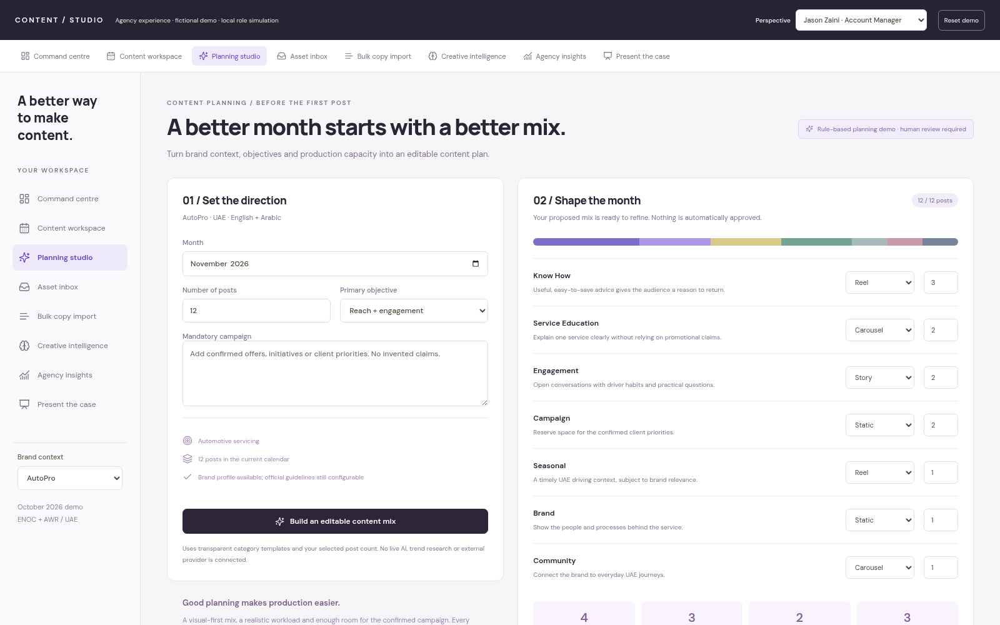 CONTENT / STUDIO
Agency experience · fictional demo · local role simulation
Perspective
Jason Zaini · Account Manager
Reset demo
Command centre
Content workspace
Planning studio
Asset inbox
Bulk copy import
Creative intelligence
Agency insights
Present the case
A better way
to make
content.
YOUR WORKSPACE
Command centre
Content workspace
Planning studio
Asset inbox
Bulk copy import
Creative intelligence
Agency insights
Present the case
Brand context
AutoPro
October 2026 demo
ENOC + AWR / UAE
CONTENT PLANNING / BEFORE THE FIRST POST
A better month starts with a better mix.
Turn brand context, objectives and production capacity into an editable content plan.
Rule-based planning demo · human review required
01 / Set the direction
AutoPro · UAE · English + Arabic
Month
November 2026
Number of posts
Primary objective
12
Reach + engagement
Mandatory campaign
Add confirmed offers, initiatives or client priorities. No invented claims.
Automotive servicing
12 posts in the current calendar
Brand profile available; official guidelines still configurable
Build an editable content mix
Uses transparent category templates and your selected post count. No live AI, trend research or external
provider is connected.
Good planning makes production easier.
A visual-first mix, a realistic workload and enough room for the confirmed campaign. Every
02 / Shape the month
12 / 12 posts
Your proposed mix is ready to refine. Nothing is automatically approved.
Know How
Useful, easy-to-save advice gives the audience a reason to return.
Reel
3
Service Education
Explain one service clearly without relying on promotional claims.
Carousel
2
Engagement
Open conversations with driver habits and practical questions.
Story
2
Campaign
Reserve space for the confirmed client priorities.
Static
2
Seasonal
A timely UAE driving context, subject to brand relevance.
Reel
1
Brand
Show the people and processes behind the service.
Static
1
Community
Connect the brand to everyday UAE journeys.
Carousel
1
4
3
2
3